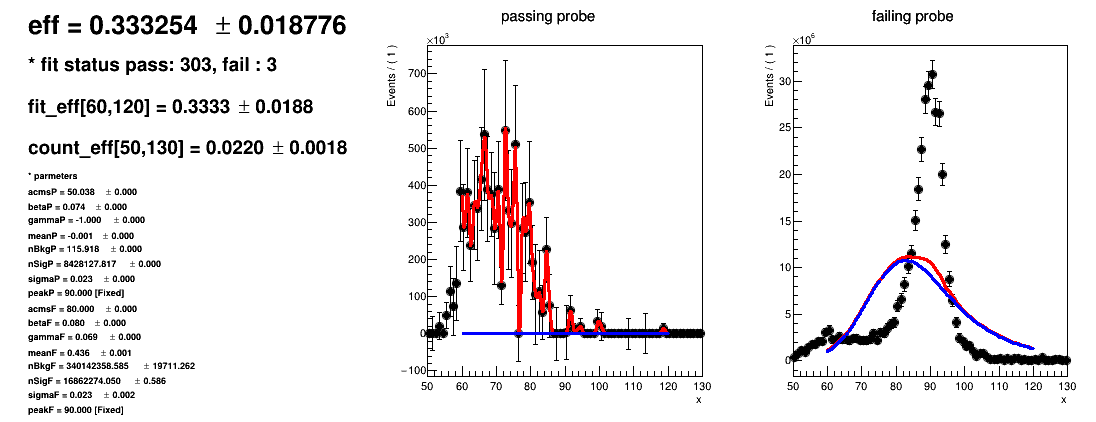 eff = 0.333254 ± 0.018776
* fit status pass: 303, fail : 3
fit_eff[60,120] = 0.3333 ± 0.0188
count_eff[50,130] = 0.0220 ± 0.0018
* parmeters
acmsP = 50.038 ± 0.000
betaP = 0.074 ± 0.000
gammaP = -1.000 ± 0.000
meanP = -0.001 ± 0.000
nBkgP = 115.918 ± 0.000
nSigP = 8428127.817 ± 0.000
sigmaP = 0.023 ± 0.000
peakP = 90.000 [Fixed]
acmsF = 80.000 ± 0.000
betaF = 0.080 ± 0.000
gammaF = 0.069 ± 0.000
meanF = 0.436 ± 0.001
nBkgF = 340142358.585 ± 19711.262
nSigF = 16862274.050 ± 0.586
sigmaF = 0.023 ± 0.002
peakF = 90.000 [Fixed]
passing probe
×10³
Events / ( 1 )
700
600
500
400
300
200
100
0
−100
50 60 70 80 90 100 110 120 130
x
failing probe
×10⁶
Events / ( 1 )
30
25
20
15
10
5
0
50 60 70 80 90 100 110 120 130
x